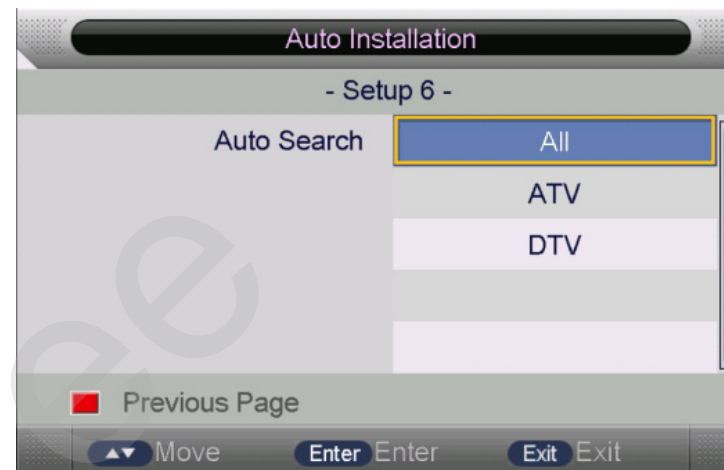 Auto Installation
- Setup 6 -
Auto Search All
ATV
DTV
Previous Page
Move Enter Enter Exit Exit